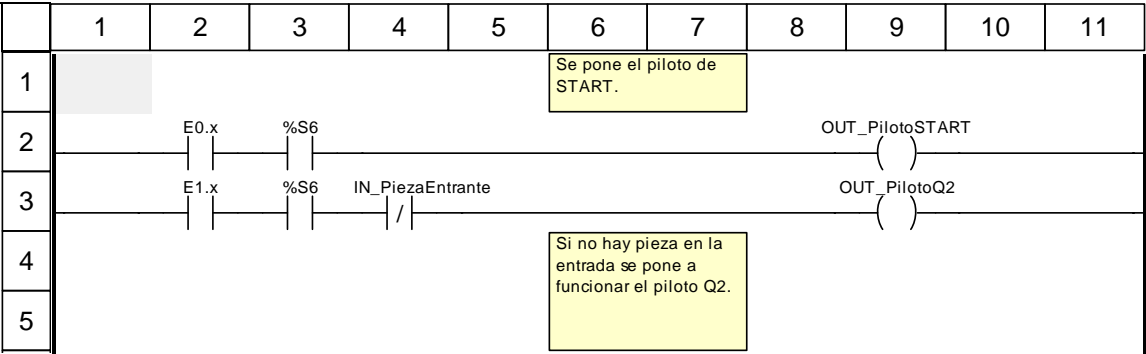 1 2 3 4 5 6 7 8 9 10 11
1
Se pone el piloto de
START.
2
E0.x %S6 OUT_PilotoSTART
3
E1.x %S6 IN_PiezaEntrante OUT_PilotoQ2
/
4
Si no hay pieza en la
entrada se pone a
funcionar el piloto Q2.
5